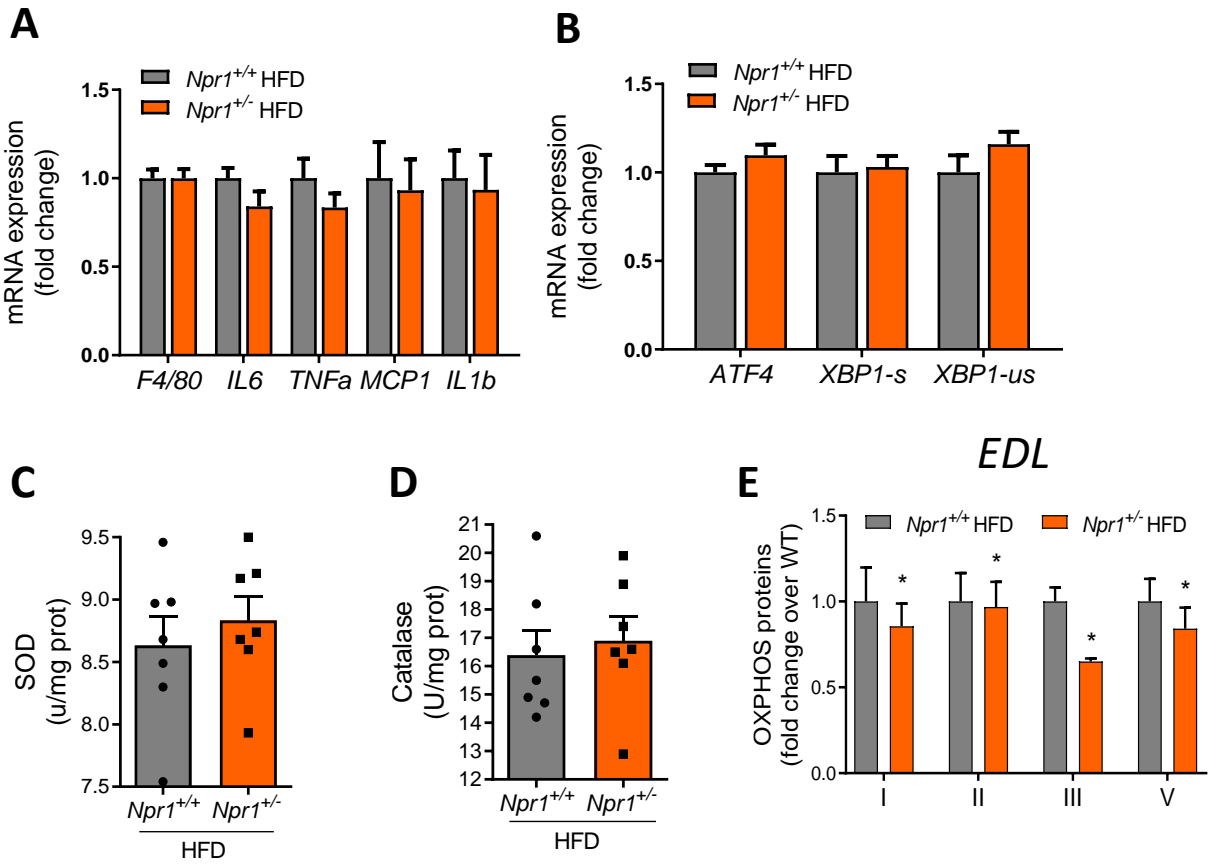 A
Npr1+/+ HFD
Npr1+/- HFD
mRNA expression
(fold change)
1.5
1.0
0.5
0.0
F4/80 IL6 TNFa MCP1 IL1b
B
Npr1+/+ HFD
Npr1+/- HFD
mRNA expression
(fold change)
1.5
1.0
0.5
0.0
ATF4 XBP1-s XBP1-us
C
SOD
(u/mg prot)
9.5
9.0
8.5
8.0
7.5
Npr1+/+ Npr1+/-
HFD
D
Catalase
(U/mg prot)
21
20
19
18
17
16
15
14
13
12
Npr1+/+ Npr1+/-
HFD
EDL
E
Npr1+/+ HFD Npr1+/- HFD
OXPHOS proteins
(fold change over WT)
1.5
1.0
0.5
0.0
* * * *
I II III V